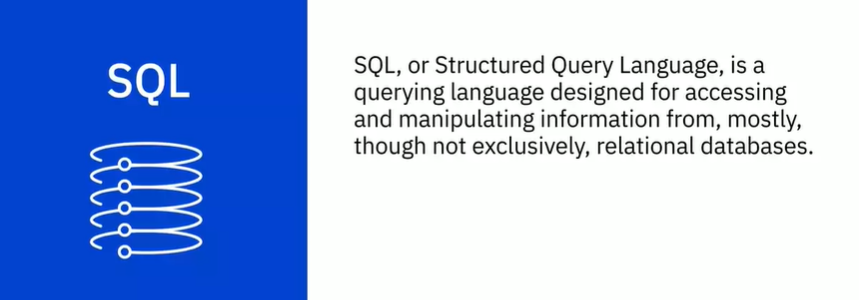 SQL
SQL, or Structured Query Language, is a
querying language designed for accessing
and manipulating information from, mostly,
though not exclusively, relational databases.